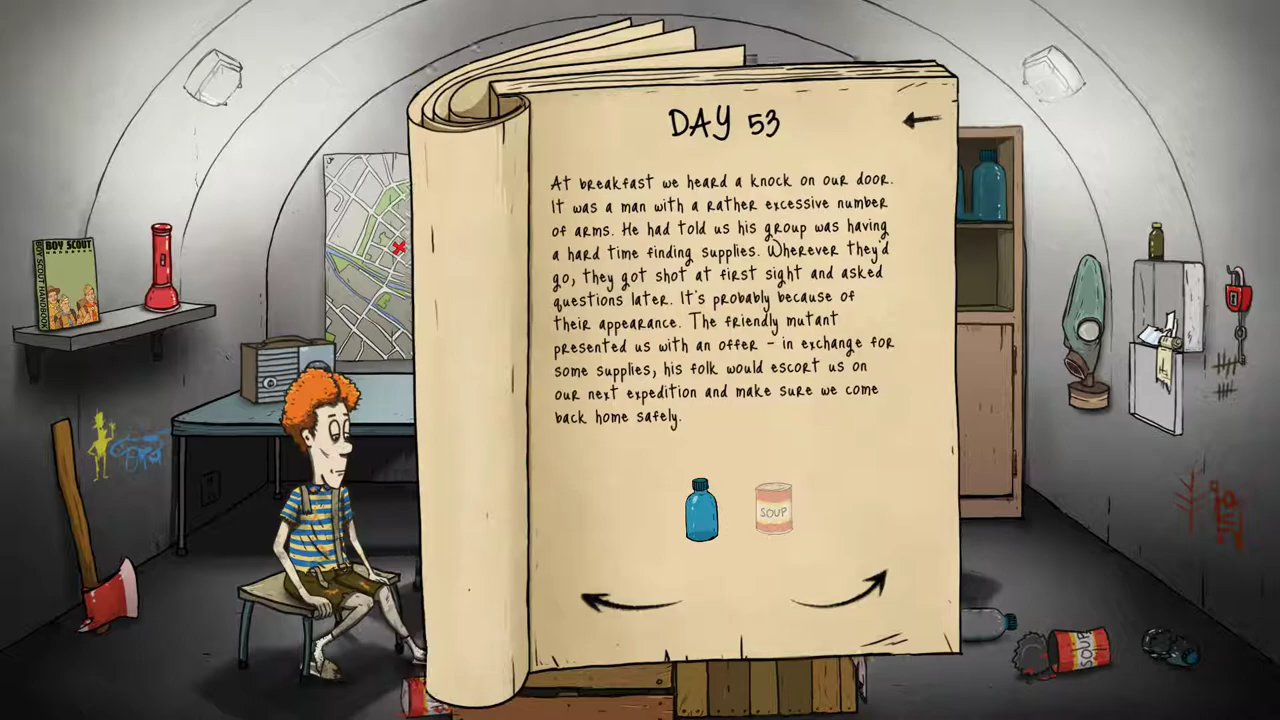 DAY 53
At breakfast we heard a knock on our door.
It was a man with a rather excessive number
of arms. He had told us his group was having
a hard time finding supplies. Wherever they'd
go, they got shot at first sight and asked
questions later. It's probably because of
their appearance. The friendly mutant
presented us with an offer - in exchange for
some supplies, his folk would escort us on
our next expedition and make sure we come
back home safely.
SOUP
BOY SCOUT
BOY SCOUT HANDBOOK
SOUP